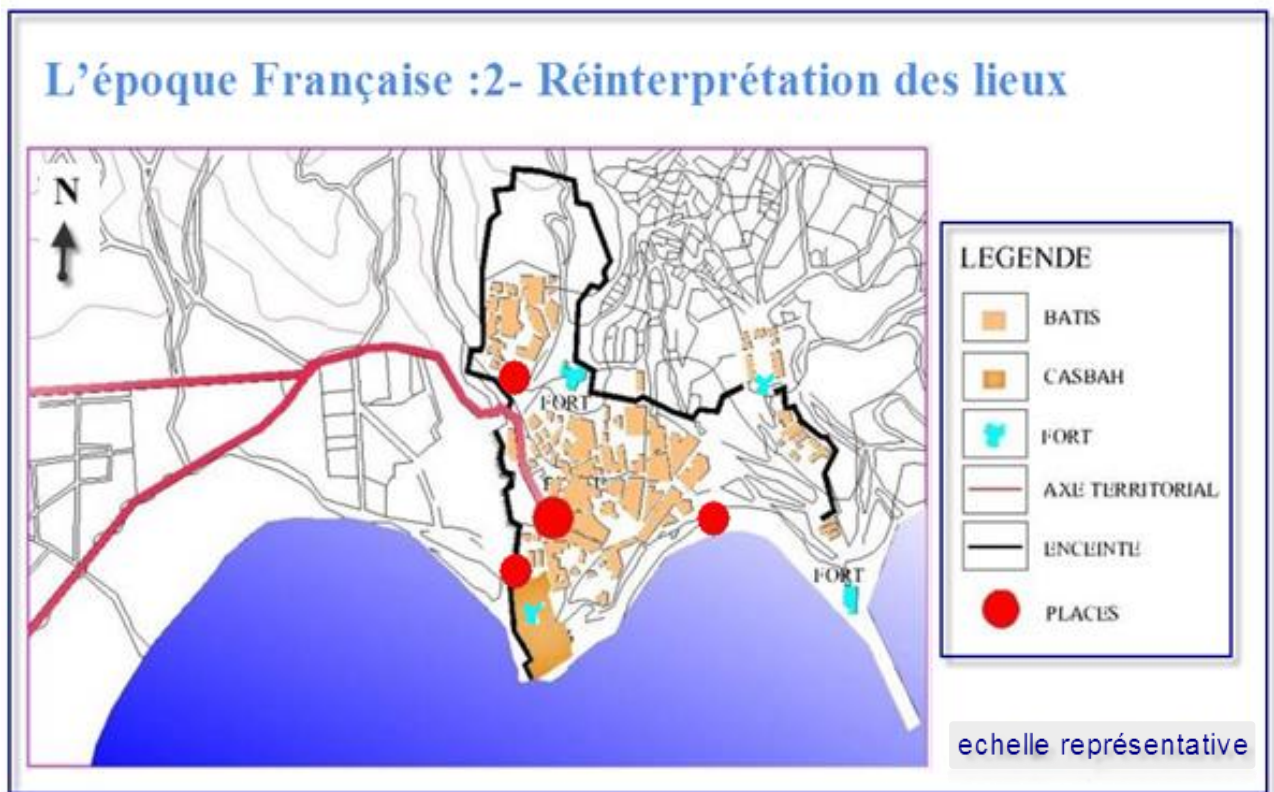 L'époque Française :2- Réinterprétation des lieux
N
FORT
FORT
LEGENDE
BATIS
CASBAH
FORT
AXE TERRITORIAL
ENCEINTE
PLACES
echelle représentative